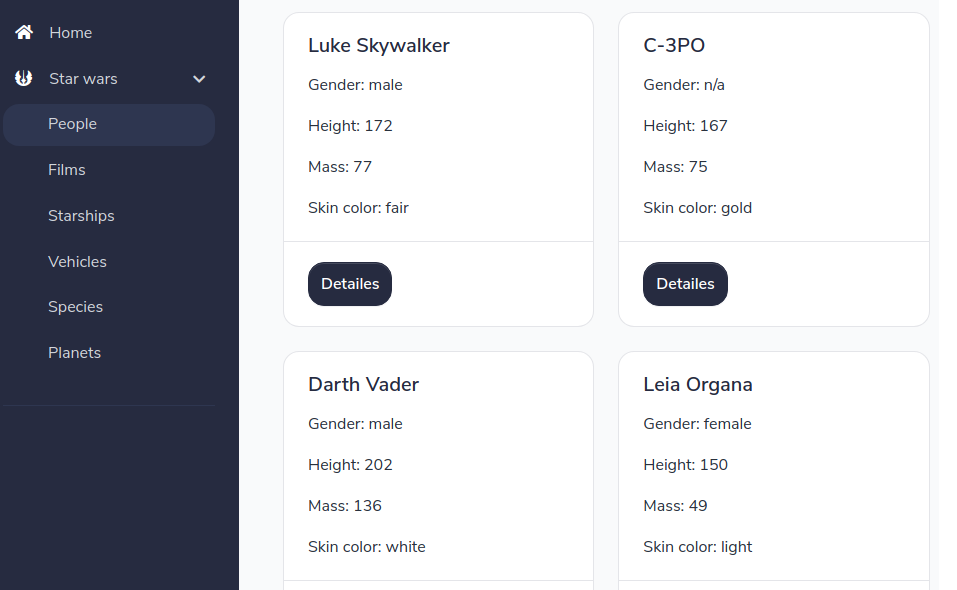 Home
Star wars
People
Films
Starships
Vehicles
Species
Planets
Luke Skywalker
Gender: male
Height: 172
Mass: 77
Skin color: fair
Detailes
C-3PO
Gender: n/a
Height: 167
Mass: 75
Skin color: gold
Detailes
Darth Vader
Gender: male
Height: 202
Mass: 136
Skin color: white
Leia Organa
Gender: female
Height: 150
Mass: 49
Skin color: light